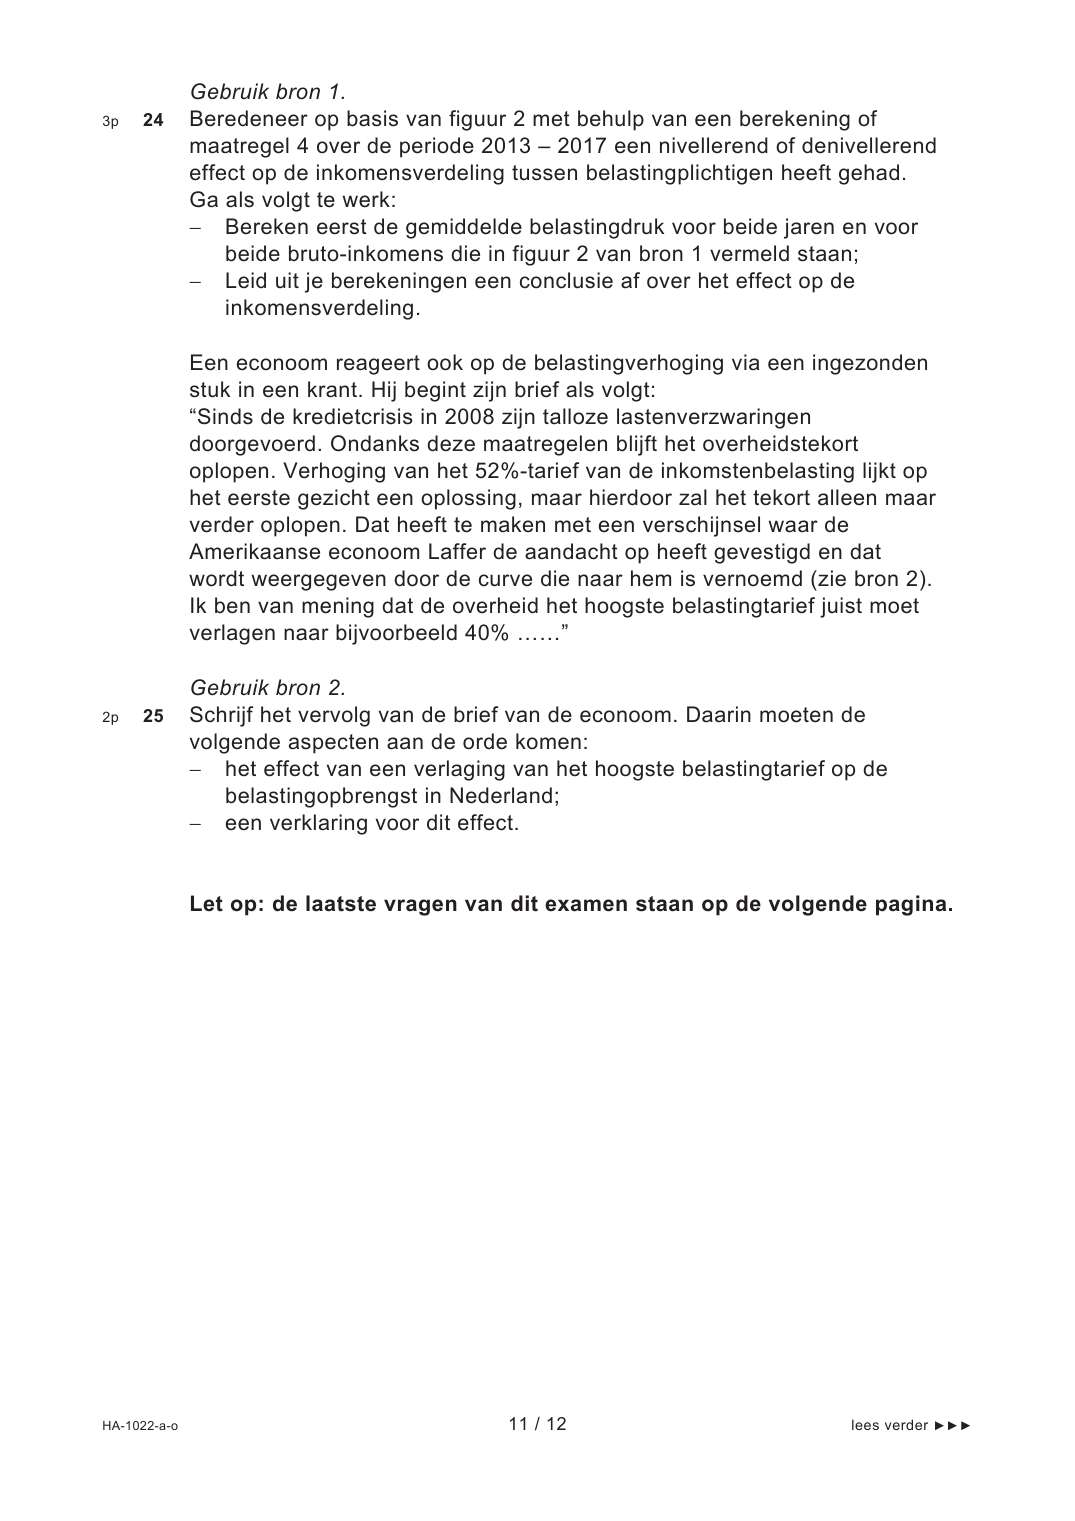 Gebruik bron 1.
3p 24 Beredeneer op basis van figuur 2 met behulp van een berekening of
maatregel 4 over de periode 2013 – 2017 een nivellerend of denivellerend
effect op de inkomensverdeling tussen belastingplichtigen heeft gehad.
Ga als volgt te werk:
− Bereken eerst de gemiddelde belastingdruk voor beide jaren en voor
beide bruto-inkomens die in figuur 2 van bron 1 vermeld staan;
− Leid uit je berekeningen een conclusie af over het effect op de
inkomensverdeling.
Een econoom reageert ook op de belastingverhoging via een ingezonden
stuk in een krant. Hij begint zijn brief als volgt:
“Sinds de kredietcrisis in 2008 zijn talloze lastenverzwaringen
doorgevoerd. Ondanks deze maatregelen blijft het overheidstekort
oplopen. Verhoging van het 52%-tarief van de inkomstenbelasting lijkt op
het eerste gezicht een oplossing, maar hierdoor zal het tekort alleen maar
verder oplopen. Dat heeft te maken met een verschijnsel waar de
Amerikaanse econoom Laffer de aandacht op heeft gevestigd en dat
wordt weergegeven door de curve die naar hem is vernoemd (zie bron 2).
Ik ben van mening dat de overheid het hoogste belastingtarief juist moet
verlagen naar bijvoorbeeld 40% ……”
Gebruik bron 2.
2p 25 Schrijf het vervolg van de brief van de econoom. Daarin moeten de
volgende aspecten aan de orde komen:
− het effect van een verlaging van het hoogste belastingtarief op de
belastingopbrengst in Nederland;
− een verklaring voor dit effect.
Let op: de laatste vragen van dit examen staan op de volgende pagina.
HA-1022-a-o 11 / 12 lees verder ►►►